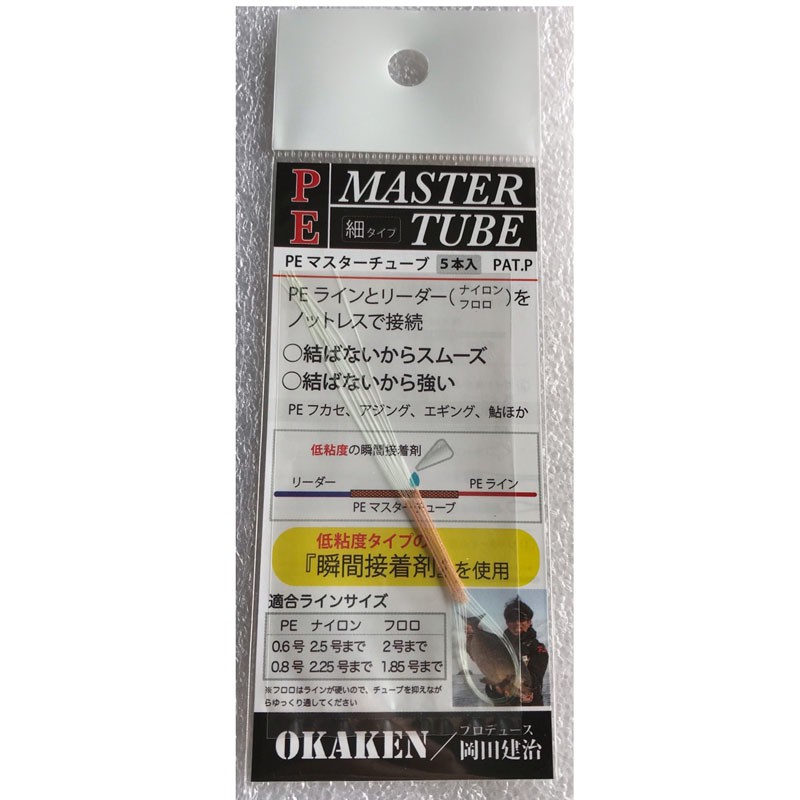 PE MASTER
細タイプ TUBE
PEマスターチューブ 5本入 PAT.P
PEラインとリーダー(ナイロン フロロ)を
ノットレスで接続
○結ばないからスムーズ
○結ばないから強い
PEフカセ、アジング、エギング、鮎ほか
低粘度の瞬間接着剤
リーダー PEライン
PEマスターチューブ
低粘度タイプの
『瞬間接着剤』を使用
適合ラインサイズ
PE ナイロン フロロ
0.6号 2.5号まで 2号まで
0.8号 2.25号まで 1.85号まで
※フロロはラインが硬いので、チューブを抑えなが
らゆっくり通してください
OKAKEN/プロデュース 岡田建治